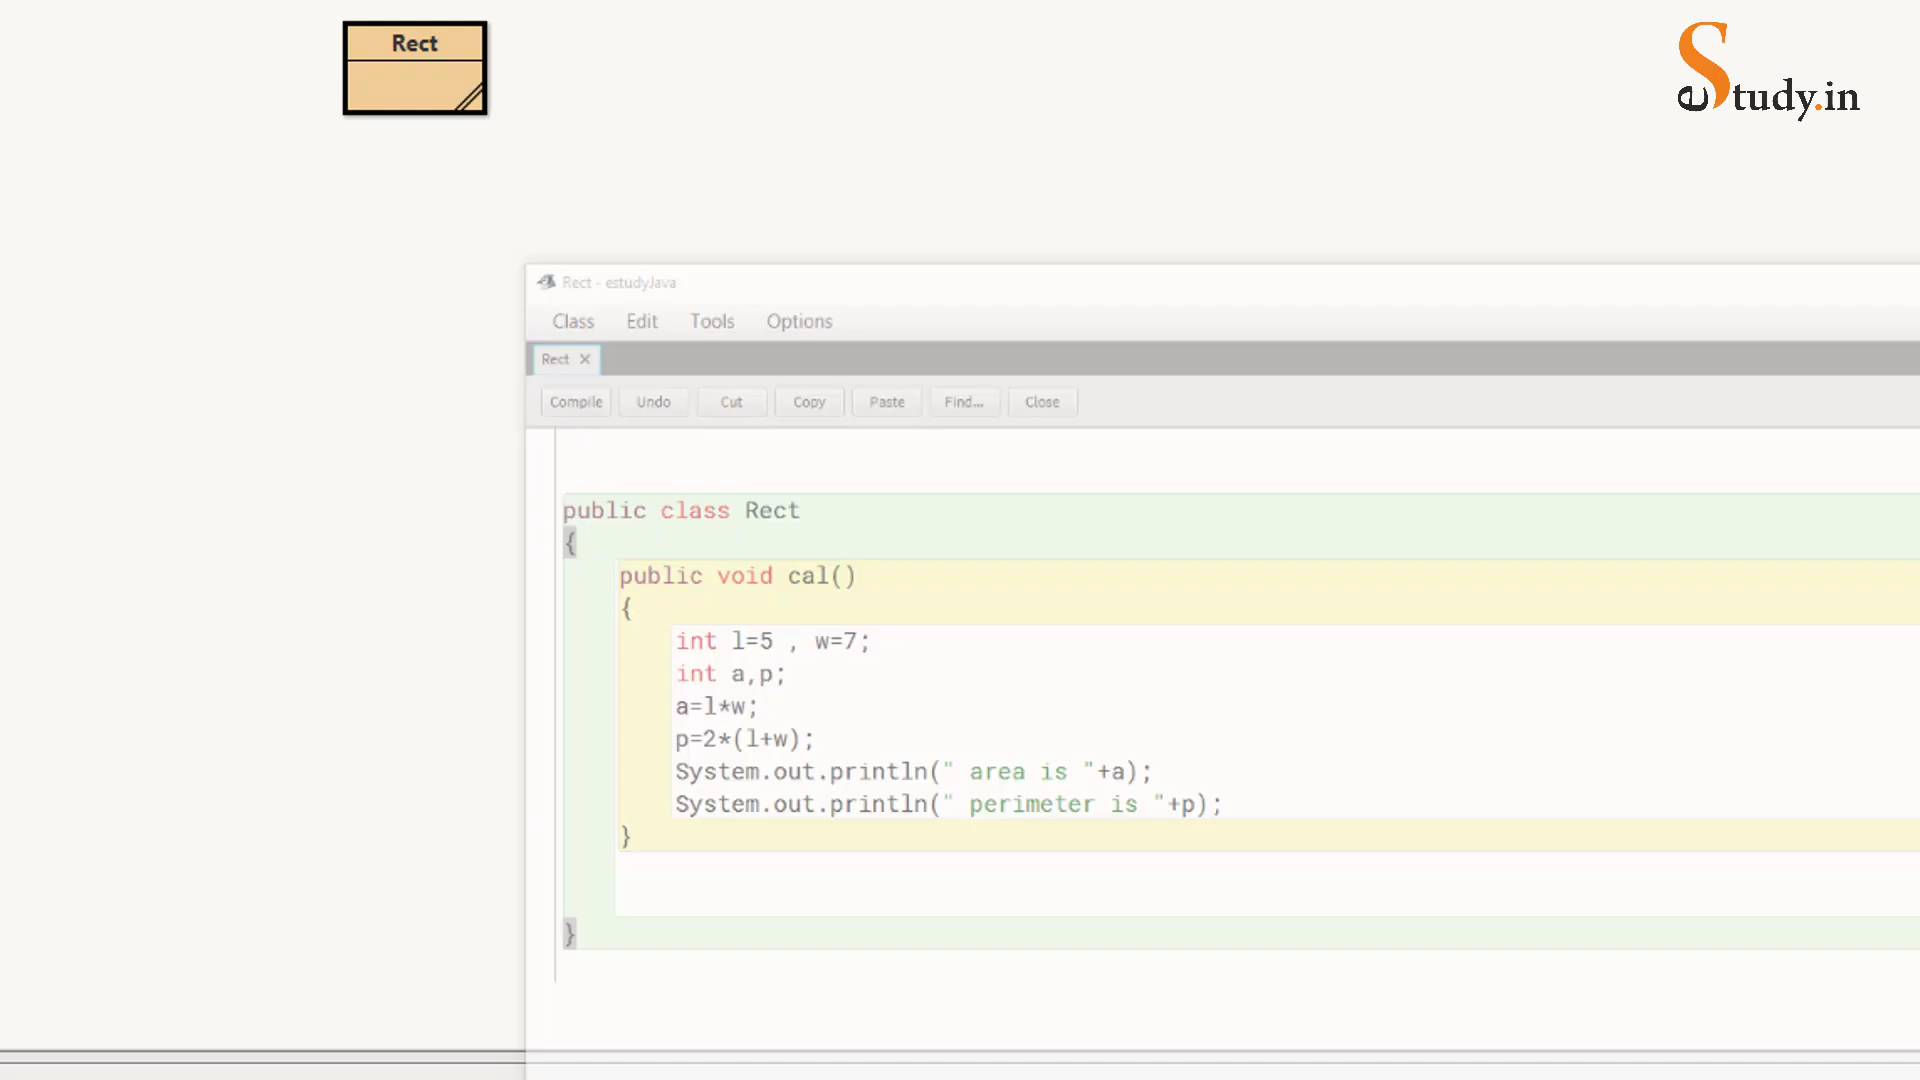 Rect
eStudy.in
Rect - estudyJava
Class Edit Tools Options
Rect ✕
Compile Undo Cut Copy Paste Find... Close
public class Rect
{
public void cal()
{
int l=5 , w=7;
int a,p;
a=l*w;
p=2*(l+w);
System.out.println(" area is "+a);
System.out.println(" perimeter is "+p);
}
}